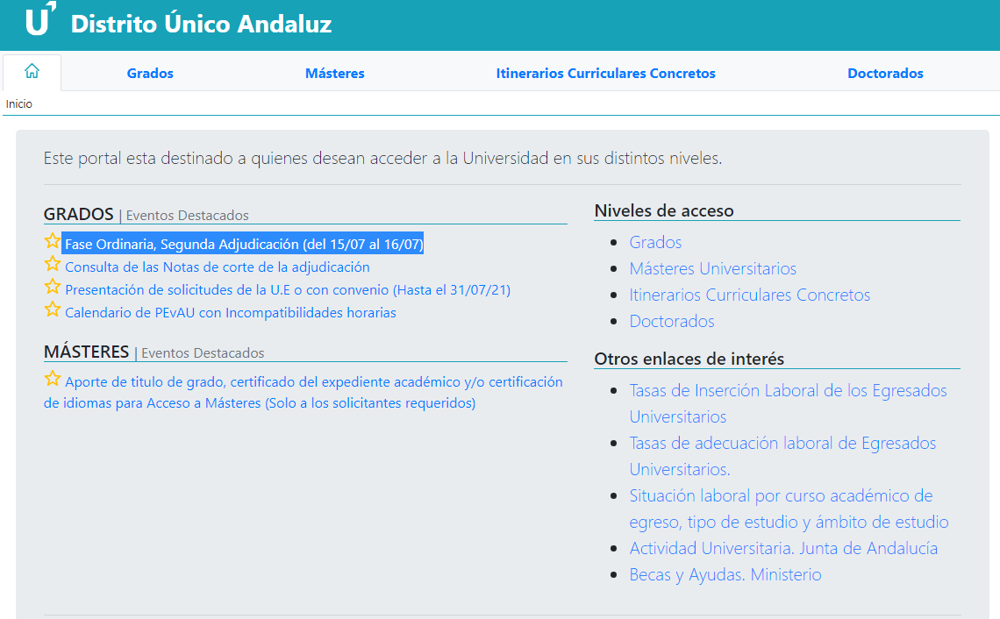 Distrito Único Andaluz
Grados
Másteres
Itinerarios Curriculares Concretos
Doctorados
Inicio
Este portal esta destinado a quienes desean acceder a la Universidad en sus distintos niveles.
GRADOS | Eventos Destacados
Fase Ordinaria, Segunda Adjudicación (del 15/07 al 16/07)
Consulta de las Notas de corte de la adjudicación
Presentación de solicitudes de la U.E o con convenio (Hasta el 31/07/21)
Calendario de PEvAU con Incompatibilidades horarias
MÁSTERES | Eventos Destacados
Aporte de titulo de grado, certificado del expediente académico y/o certificación
de idiomas para Acceso a Másteres (Solo a los solicitantes requeridos)
Niveles de acceso
Grados
Másteres Universitarios
Itinerarios Curriculares Concretos
Doctorados
Otros enlaces de interés
Tasas de Inserción Laboral de los Egresados
Universitarios
Tasas de adecuación laboral de Egresados
Universitarios.
Situación laboral por curso académico de
egreso, tipo de estudio y ámbito de estudio
Actividad Universitaria. Junta de Andalucía
Becas y Ayudas. Ministerio